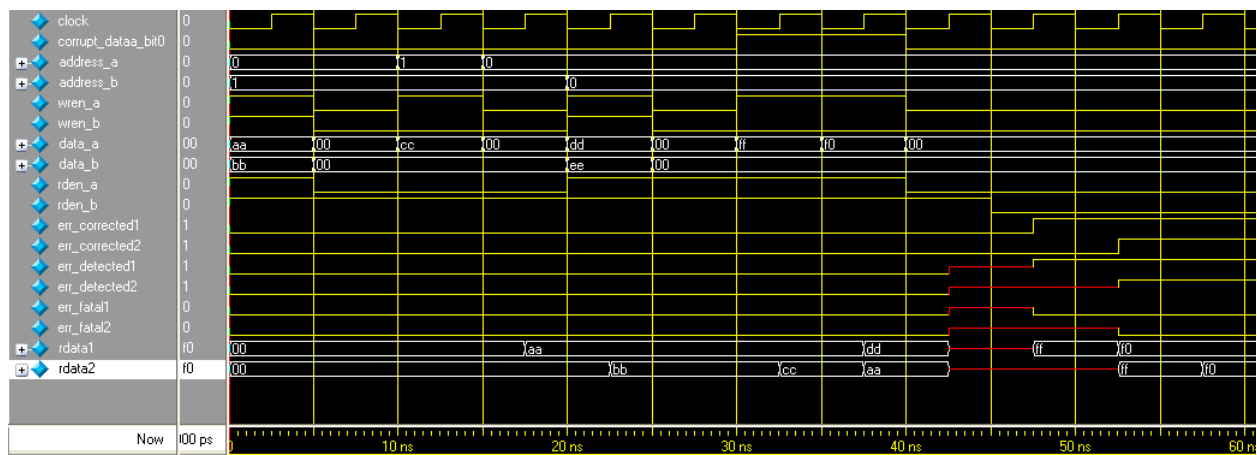 clock 0
corrupt_dataa_bit0 0
address_a 0 0 1 0
address_b 0 1 0
wren_a 0
wren_b 0
data_a 00 aa 00 cc 00 dd 00 ff f0 00
data_b 00 bb 00 ee 00
rden_a 0
rden_b 0
err_corrected1 1
err_corrected2 1
err_detected1 1
err_detected2 1
err_fatal1 0
err_fatal2 0
rdata1 f0 00 aa dd ff f0
rdata2 f0 00 bb cc aa ff f0
Now 00 ps 0 10 ns 20 ns 30 ns 40 ns 50 ns 60 n